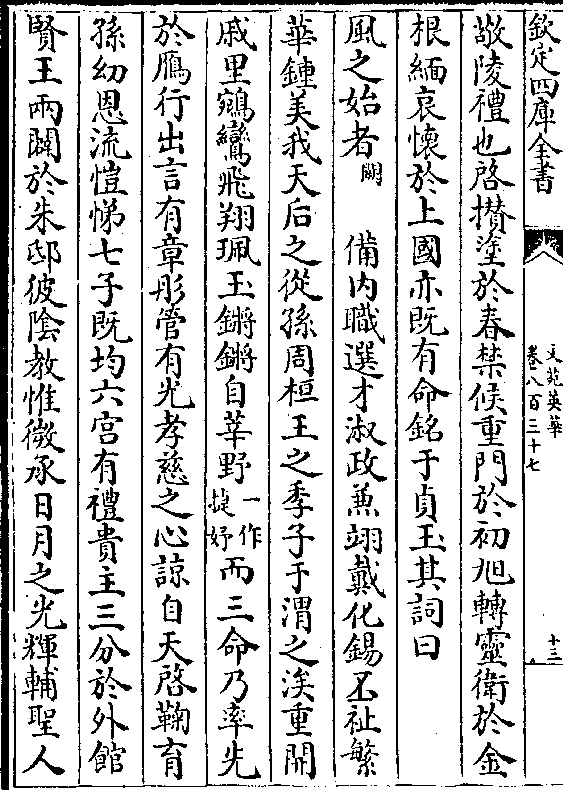 欽定四庫全書
文苑英華
卷八百三十七
十三
敬陵禮也啓攢塗於春禁候重門於初旭轉靈衛於金
根緬哀懷於上國亦既有命銘于貞玉其詞曰
風之始者闕 備内職選才淑政兼翊戴化錫丕祉繁
華鍾美我天后之從孫周桓王之季子于渭之涘重開
戚里鵷鸞飛翔珮玉鏘鏘自莘野一作捷妤而三命乃率先
於鴈行出言有章彤管有光孝慈之心諒自天啓鞠育
孫幼恩流愷悌七子既均六宫有禮貴主三分於外館
賢王兩闢於朱邸彼陰教惟微承日月之光輝輔聖人